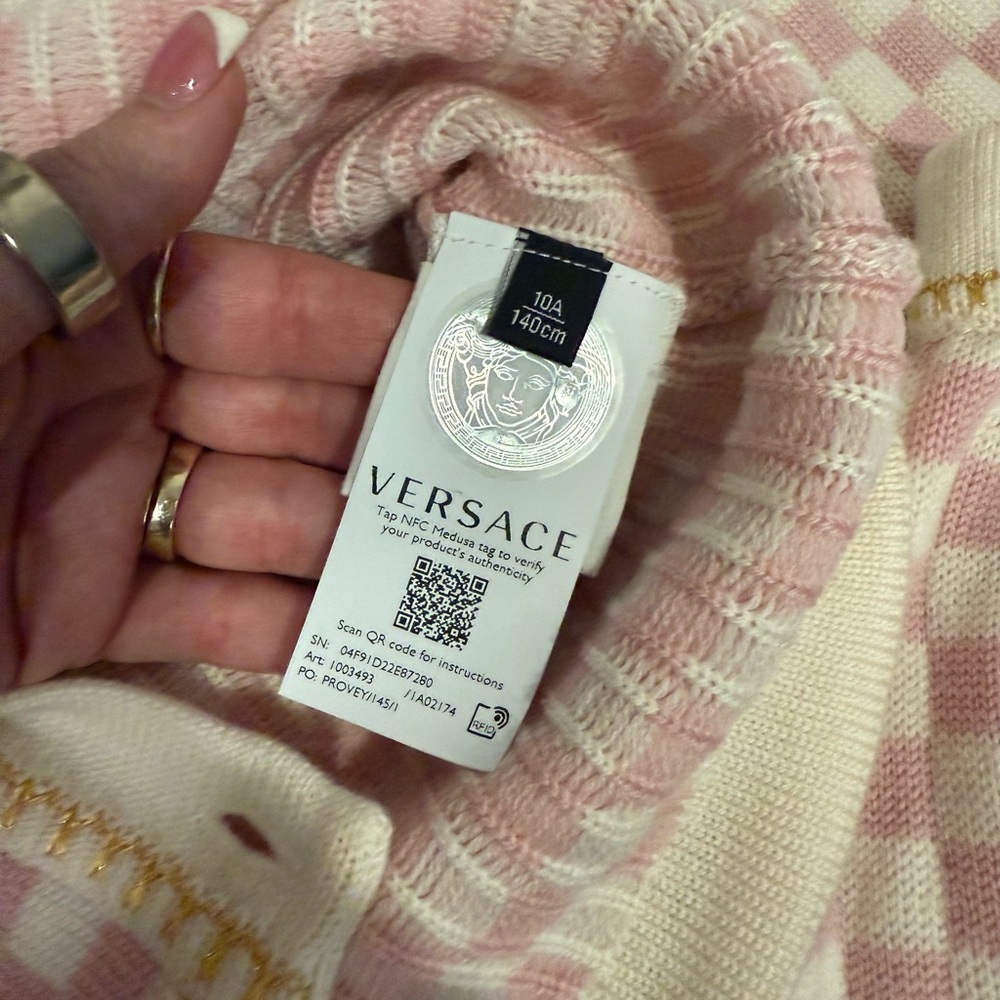 10A
140cm
VERSACE
Tap NFC Medusa tag to verify
your product's authenticity
Scan QR code for instructions
SN: 04F91D22E87280
Art: 1003493 /1A02174
PO: PROVEY/145/1
RFID